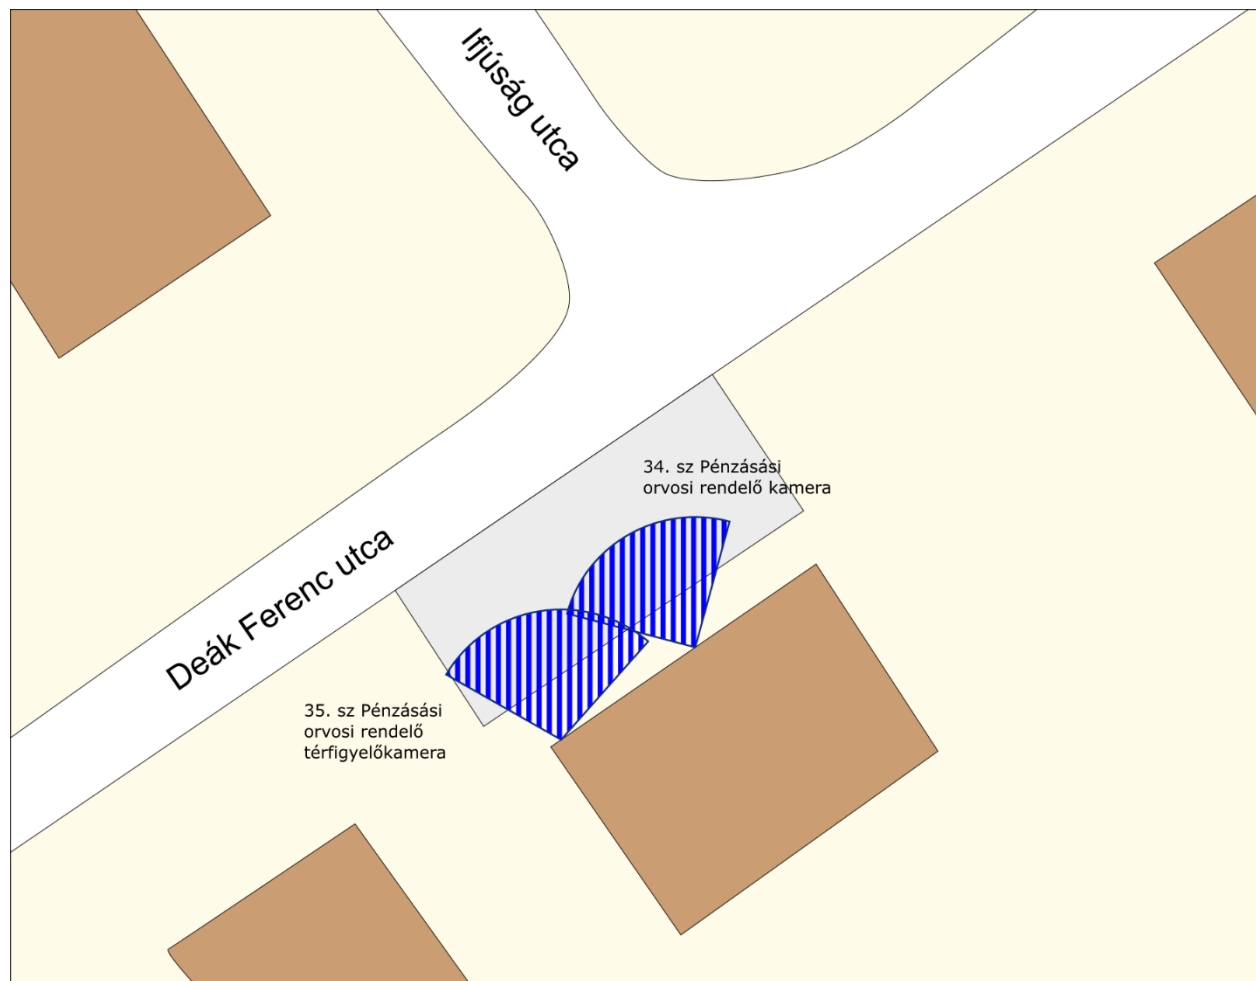 Ifjúság utca
34. sz Pénzásási
orvosi rendelő kamera
Deák Ferenc utca
35. sz Pénzásási
orvosi rendelő
térfigyelőkamera